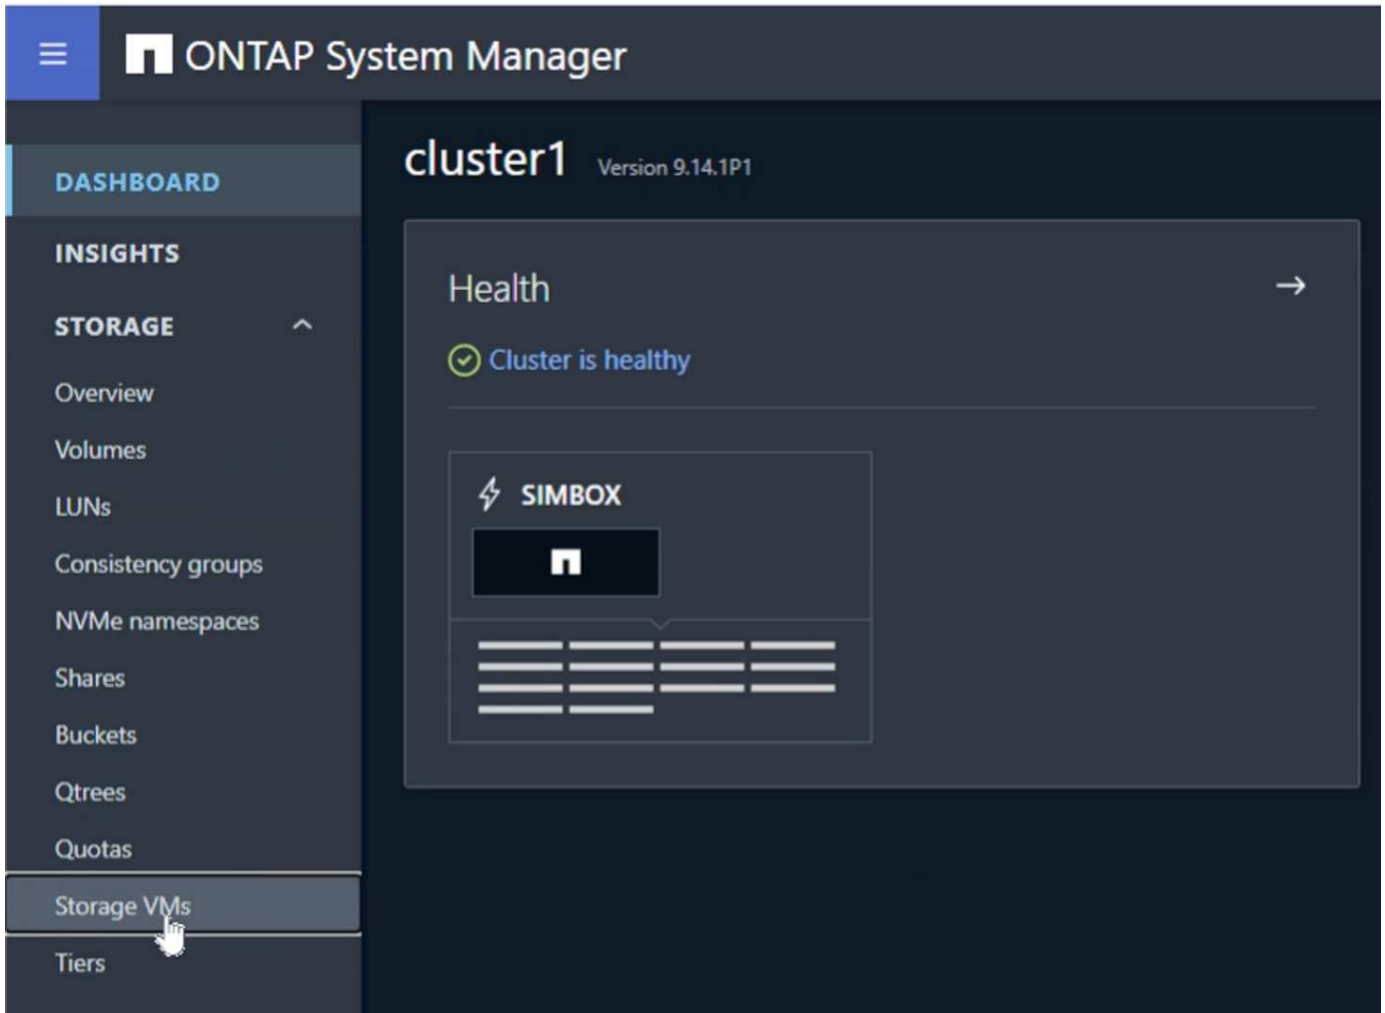 ONTAP System Manager
DASHBOARD
INSIGHTS
STORAGE
Overview
Volumes
LUNs
Consistency groups
NVMe namespaces
Shares
Buckets
Qtrees
Quotas
Storage VMs
Tiers
cluster1 Version 9.14.1P1
Health
Cluster is healthy
SIMBOX